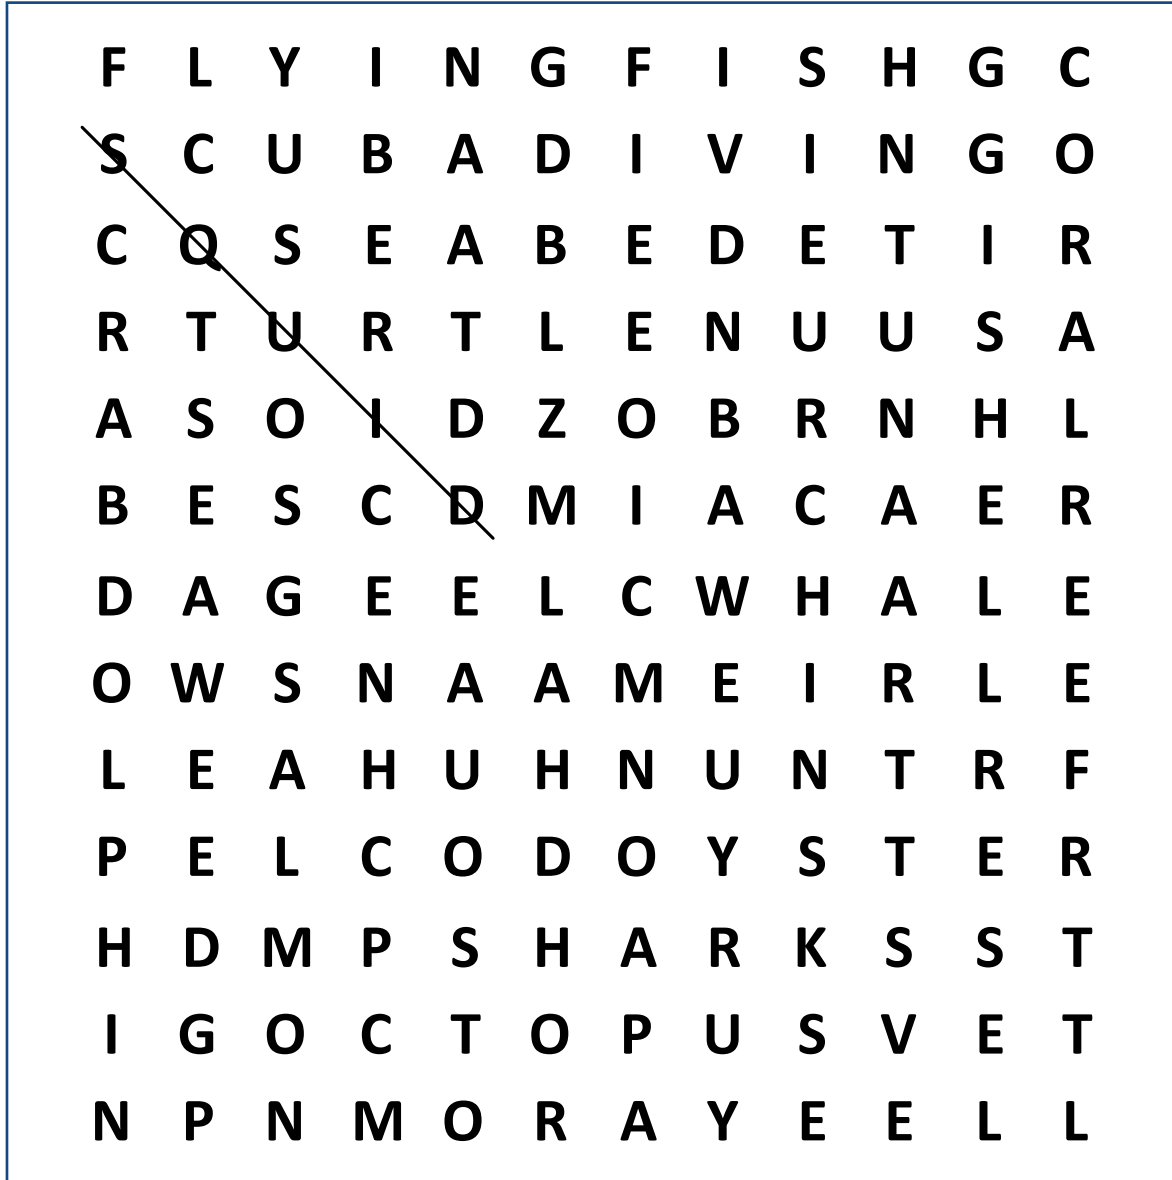 F L Y I N G F I S H G C
S C U B A D I V I N G O
C Q S E A B E D E T I R
R T U R T L E N U U S A
A S O I D Z O B R N H L
B E S C D M I A C A E R
D A G E E L C W H A L E
O W S N A A M E I R L E
L E A H U H N U N T R F
P E L C O D O Y S T E R
H D M P S H A R K S S T
I G O C T O P U S V E T
N P N M O R A Y E E L L